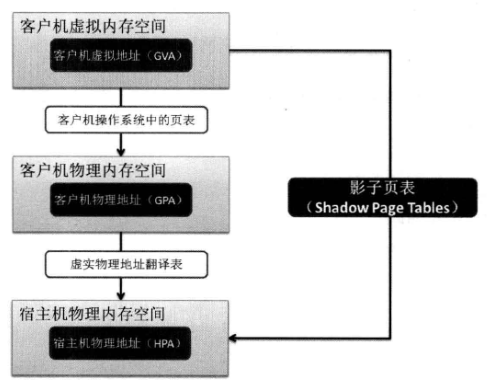 客户机虚拟内存空间
客户机虚拟地址（GVA）
客户机操作系统中的页表
客户机物理内存空间
客户机物理地址（GPA）
影子页表
（Shadow Page Tables）
虚实物理地址翻译表
宿主机物理内存空间
宿主机物理地址（HPA）